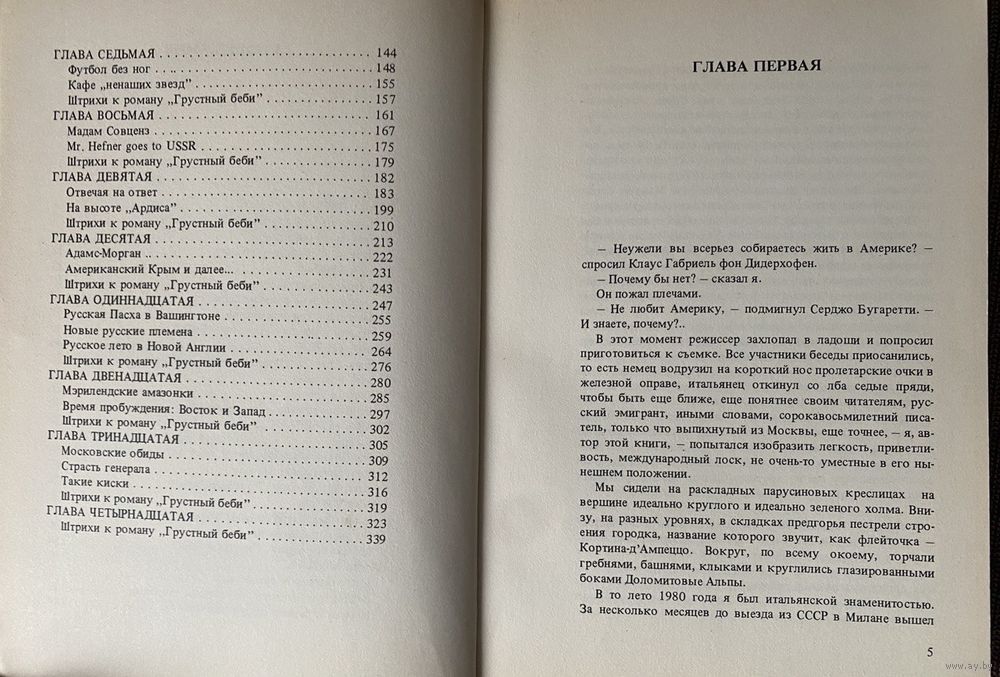 ГЛАВА СЕДЬМАЯ . . . . . . . . . . . . . . . . . . . . . . . . . . . 144
Футбол без ног . . . . . . . . . . . . . . . . . . . . . . . . . . . 148
Кафе „ненаших звезд” . . . . . . . . . . . . . . . . . . . . . . . 155
Штрихи к роману „Грустный беби” . . . . . . . . . . . . . . 157
ГЛАВА ВОСЬМАЯ . . . . . . . . . . . . . . . . . . . . . . . . . . . 161
Мадам Совценз . . . . . . . . . . . . . . . . . . . . . . . . . . . 167
Mr. Hefner goes to USSR . . . . . . . . . . . . . . . . . . . . . 175
Штрихи к роману „Грустный беби” . . . . . . . . . . . . . . 179
ГЛАВА ДЕВЯТАЯ . . . . . . . . . . . . . . . . . . . . . . . . . . . 182
Отвечая на ответ . . . . . . . . . . . . . . . . . . . . . . . . . . 183
На высоте „Ардиса” . . . . . . . . . . . . . . . . . . . . . . . . 199
Штрихи к роману „Грустный беби” . . . . . . . . . . . . . . 210
ГЛАВА ДЕСЯТАЯ . . . . . . . . . . . . . . . . . . . . . . . . . . . 213
Адамс-Морган . . . . . . . . . . . . . . . . . . . . . . . . . . . . 222
Американский Крым и далее... . . . . . . . . . . . . . . . . . 231
Штрихи к роману „Грустный беби” . . . . . . . . . . . . . . 243
ГЛАВА ОДИННАДЦАТАЯ . . . . . . . . . . . . . . . . . . . . . . 247
Русская Пасха в Вашингтоне . . . . . . . . . . . . . . . . . . 255
Новые русские племена . . . . . . . . . . . . . . . . . . . . . 259
Русское лето в Новой Англии . . . . . . . . . . . . . . . . . 264
Штрихи к роману „Грустный беби” . . . . . . . . . . . . . . 276
ГЛАВА ДВЕНАДЦАТАЯ . . . . . . . . . . . . . . . . . . . . . . . 280
Мэрилендские амазонки . . . . . . . . . . . . . . . . . . . . . 285
Время пробуждения: Восток и Запад . . . . . . . . . . . . . 297
Штрихи к роману „Грустный беби” . . . . . . . . . . . . . . 302
ГЛАВА ТРИНАДЦАТАЯ . . . . . . . . . . . . . . . . . . . . . . . 305
Московские обиды . . . . . . . . . . . . . . . . . . . . . . . . . 309
Страсть генерала . . . . . . . . . . . . . . . . . . . . . . . . . . 312
Такие киски . . . . . . . . . . . . . . . . . . . . . . . . . . . . . 316
Штрихи к роману „Грустный беби” . . . . . . . . . . . . . . 319
ГЛАВА ЧЕТЫРНАДЦАТАЯ . . . . . . . . . . . . . . . . . . . . . 323
Штрихи к роману „Грустный беби” . . . . . . . . . . . . . . 339
ГЛАВА ПЕРВАЯ
— Неужели вы всерьез собираетесь жить в Америке? —
спросил Клаус Габриель фон Дидерхофен.
— Почему бы нет? — сказал я.
Он пожал плечами.
— Не любит Америку, — подмигнул Серджо Бугаретти. —
И знаете, почему?..
В этот момент режиссер захлопал в ладоши и попросил
приготовиться к съемке. Все участники беседы приосанились,
то есть немец водрузил на короткий нос пролетарские очки в
железной оправе, итальянец откинул со лба седые пряди,
чтобы быть еще ближе, еще понятнее своим читателям, рус-
ский эмигрант, иными словами, сорокавосьмилетний писа-
тель, только что выпихнутый из Москвы, еще точнее, — я, ав-
тор этой книги, — попытался изобразить легкость, приветли-
вость, международный лоск, не очень-то уместные в его ны-
нешнем положении.
Мы сидели на раскладных парусиновых креслицах на
вершине идеально круглого и идеально зеленого холма. Вни-
зу, на разных уровнях, в складках предгорья пестрели стро-
ения городка, название которого звучит, как флейточка —
Кортина-д’Ампеццо. Вокруг, по всему окоему, торчали
гребнями, башнями, клыками и круглились глазированными
боками Доломитовые Альпы.
В то лето 1980 года я был итальянской знаменитостью.
За несколько месяцев до выезда из СССР в Милане вышел
5
www.ay.by